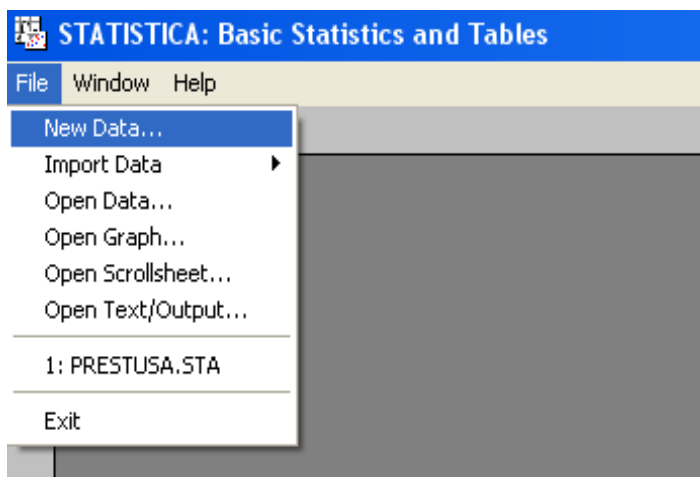 STATISTICA: Basic Statistics and Tables
File Window Help
New Data...
Import Data
Open Data...
Open Graph...
Open Scrollsheet...
Open Text/Output...
1: PRESTUSA.STA
Exit